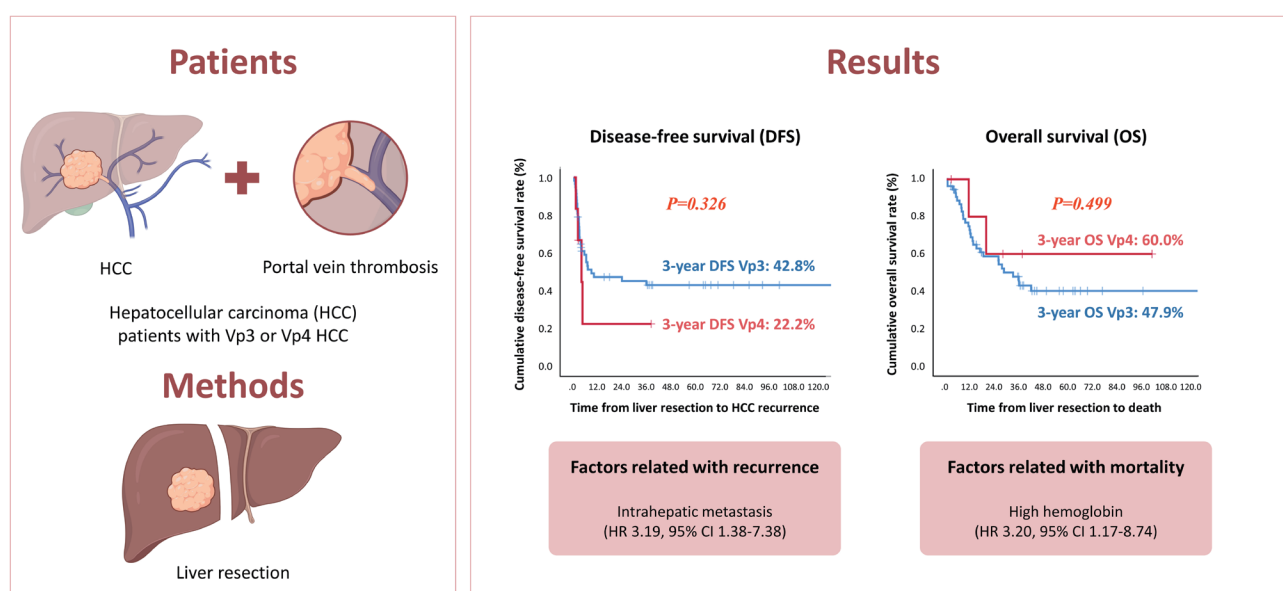 Patients
HCC
Portal vein thrombosis
Hepatocellular carcinoma (HCC)
patients with Vp3 or Vp4 HCC
Methods
Liver resection
Results
Disease-free survival (DFS)
Cumulative disease-free survival rate (%)
1.0
0.8
0.6
0.4
0.2
0.0
P=0.326
3-year DFS Vp3: 42.8%
3-year DFS Vp4: 22.2%
.0 12.0 24.0 36.0 48.0 60.0 72.0 84.0 96.0 108.0 120.0
Time from liver resection to HCC recurrence
Factors related with recurrence
Intrahepatic metastasis
(HR 3.19, 95% CI 1.38-7.38)
Overall survival (OS)
Cumulative overall survival rate (%)
1.0
0.8
0.6
0.4
0.2
0.0
P=0.499
3-year OS Vp4: 60.0%
3-year OS Vp3: 47.9%
.0 12.0 24.0 36.0 48.0 60.0 72.0 84.0 96.0 108.0 120.0
Time from liver resection to death
Factors related with mortality
High hemoglobin
(HR 3.20, 95% CI 1.17-8.74)